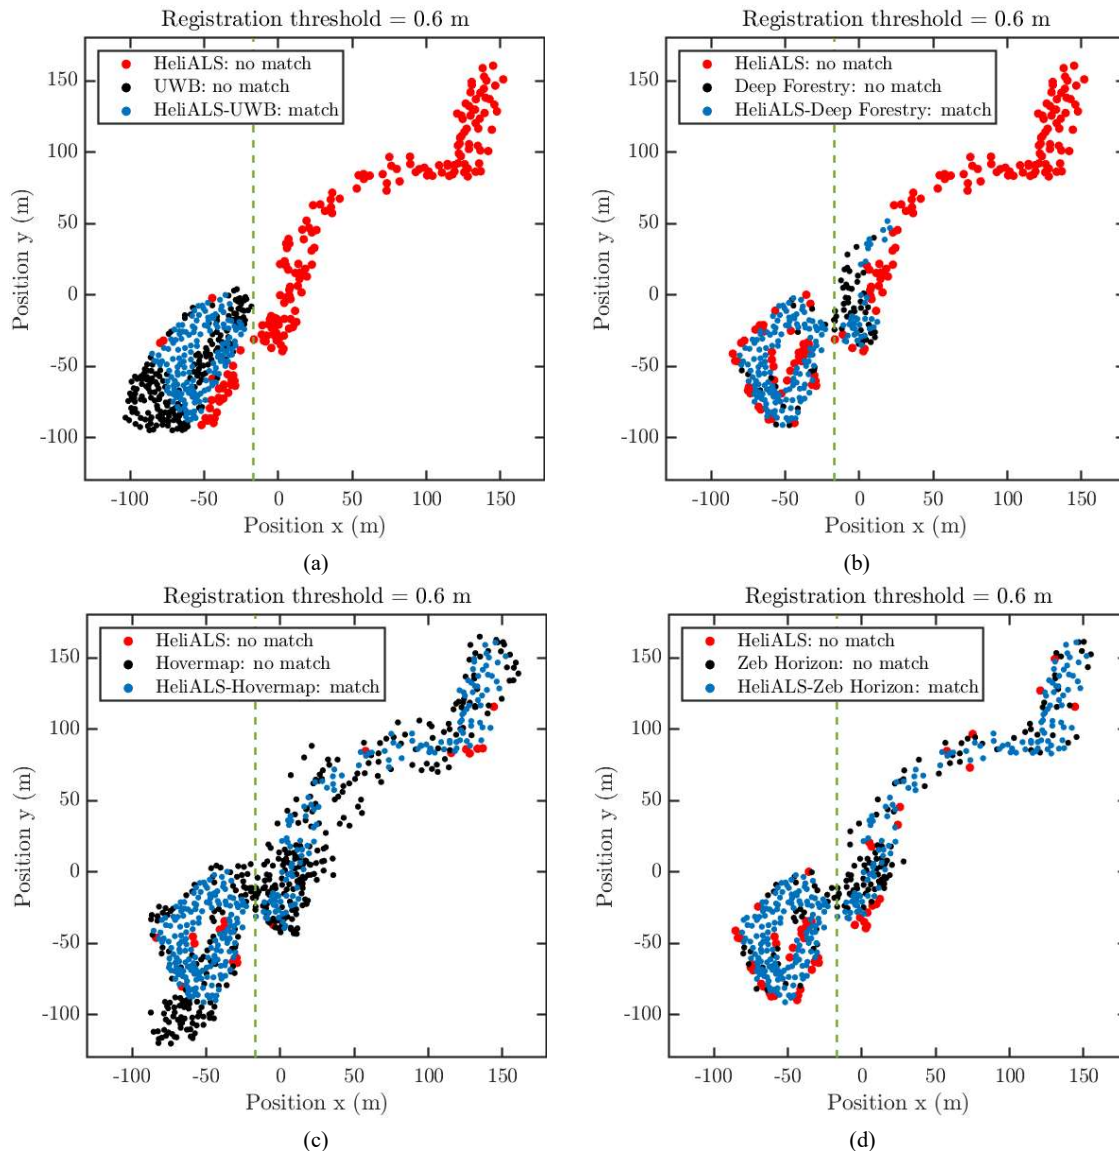 Registration threshold = 0.6 m
HeliALS: no match
UWB: no match
HeliALS-UWB: match
Position y (m)
150
100
50
0
-50
-100
-100 -50 0 50 100 150
Position x (m)
(a)
Registration threshold = 0.6 m
HeliALS: no match
Deep Forestry: no match
HeliALS-Deep Forestry: match
Position y (m)
150
100
50
0
-50
-100
-100 -50 0 50 100 150
Position x (m)
(b)
Registration threshold = 0.6 m
HeliALS: no match
Hovermap: no match
HeliALS-Hovermap: match
Position y (m)
150
100
50
0
-50
-100
-100 -50 0 50 100 150
Position x (m)
(c)
Registration threshold = 0.6 m
HeliALS: no match
Zeb Horizon: no match
HeliALS-Zeb Horizon: match
Position y (m)
150
100
50
0
-50
-100
-100 -50 0 50 100 150
Position x (m)
(d)